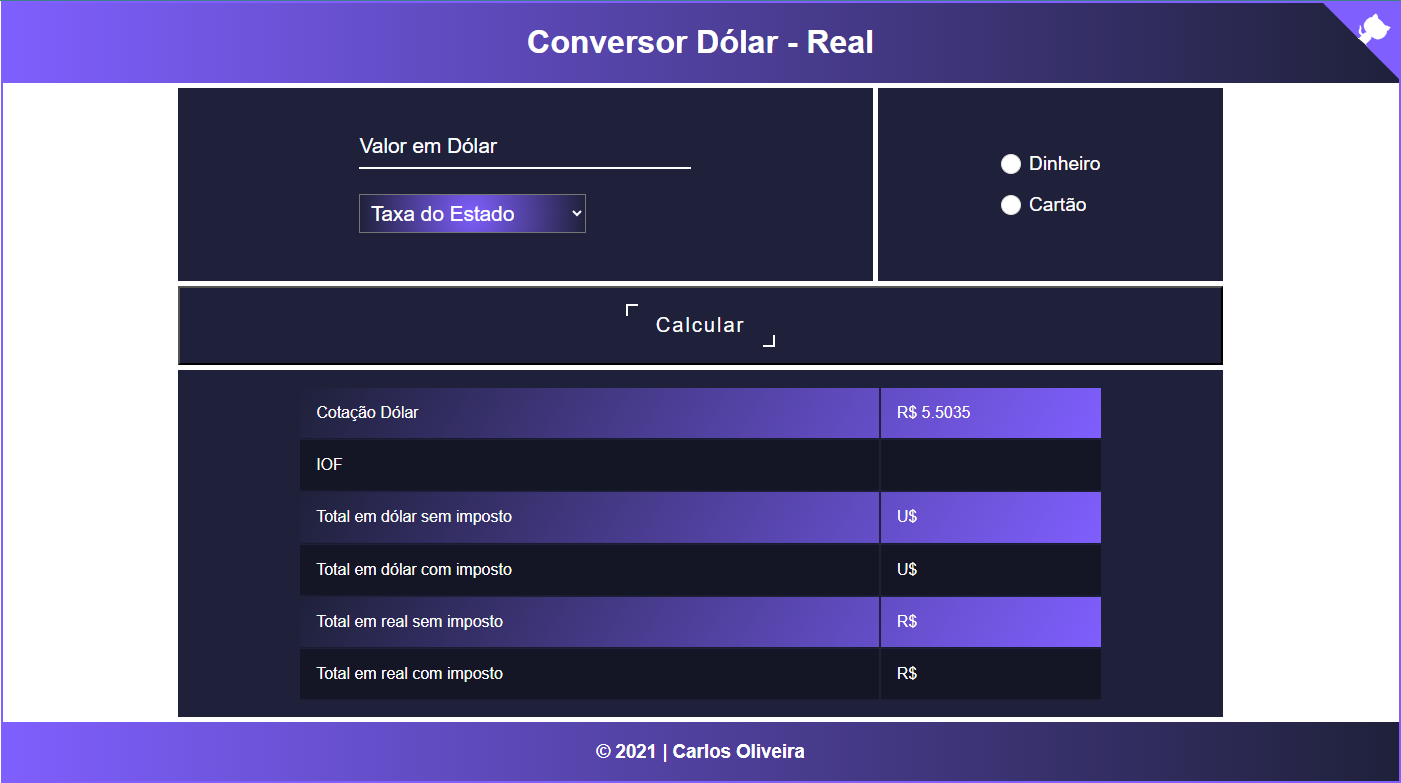 Conversor Dólar - Real
Valor em Dólar
Taxa do Estado
Dinheiro
Cartão
Calcular
Cotação Dólar R$ 5.5035
IOF
Total em dólar sem imposto U$
Total em dólar com imposto U$
Total em real sem imposto R$
Total em real com imposto R$
© 2021 | Carlos Oliveira